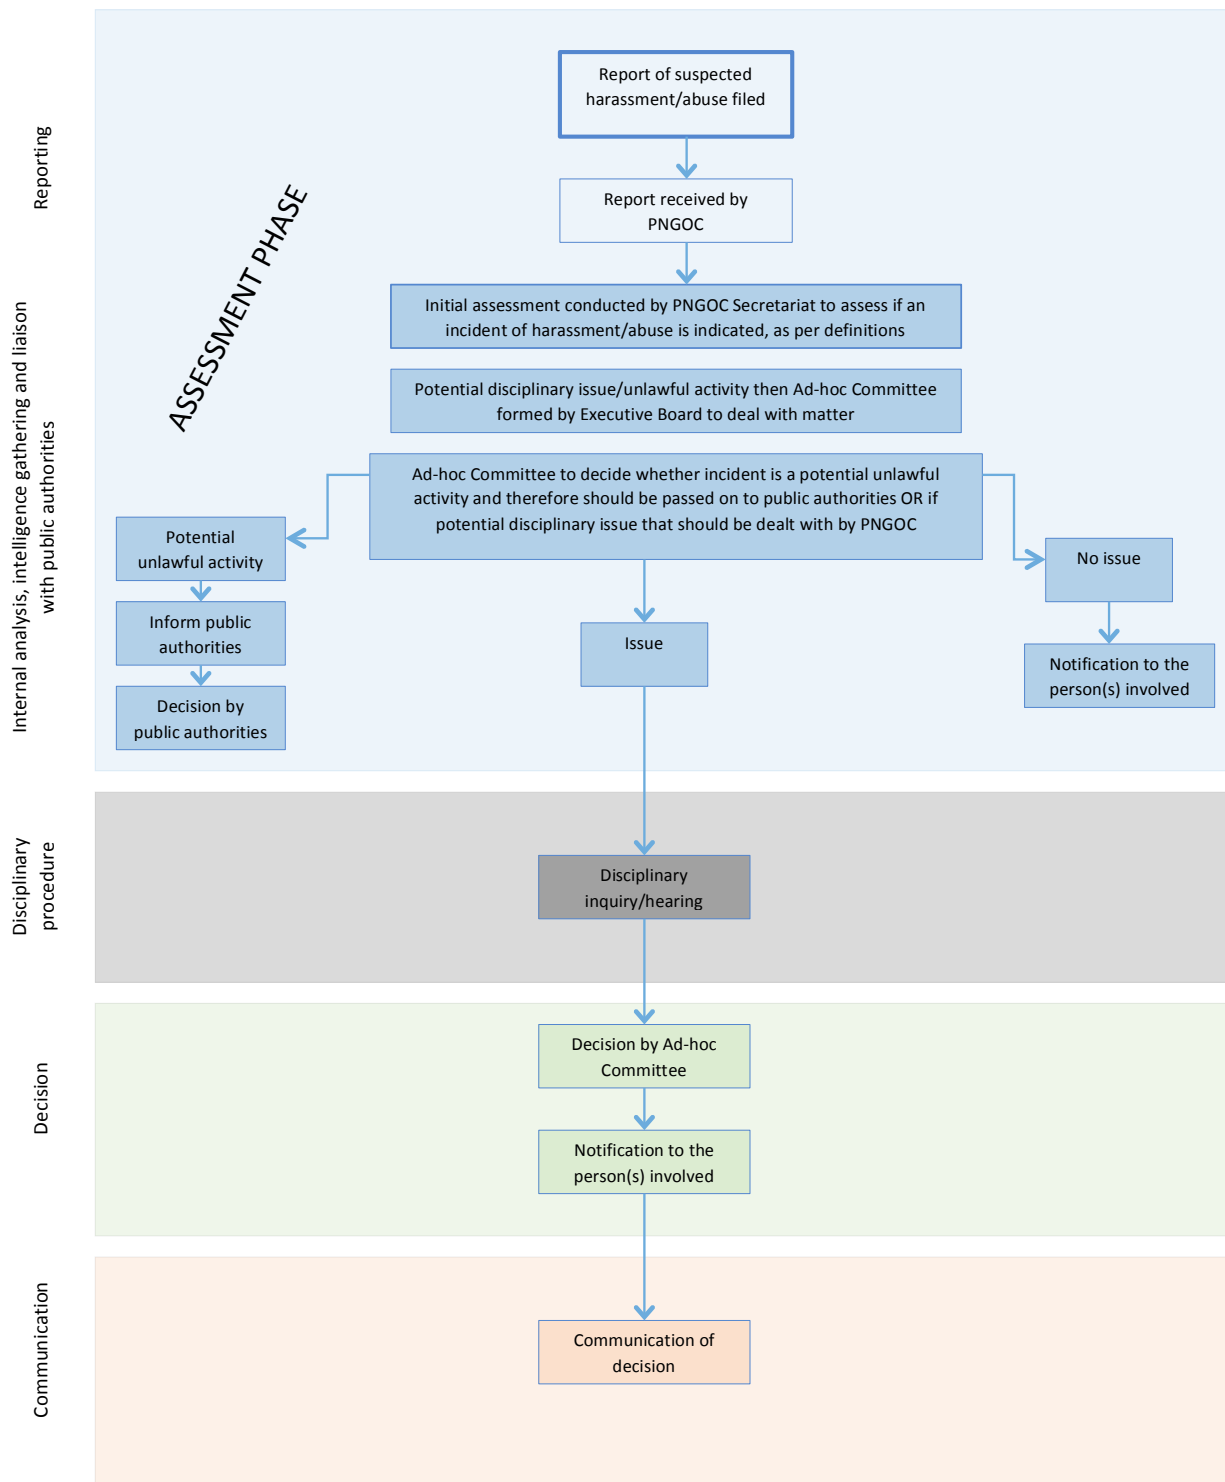 Reporting
Report of suspected
harassment/abuse filed
Report received by
PNGOC
ASSESSMENT PHASE
Internal analysis, intelligence gathering and liaison
with public authorities
Initial assessment conducted by PNGOC Secretariat to assess if an
incident of harassment/abuse is indicated, as per definitions
Potential disciplinary issue/unlawful activity then Ad-hoc Committee
formed by Executive Board to deal with matter
Ad-hoc Committee to decide whether incident is a potential unlawful
activity and therefore should be passed on to public authorities OR if
potential disciplinary issue that should be dealt with by PNGOC
Potential
unlawful activity
Inform public
authorities
Decision by
public authorities
Issue
No issue
Notification to the
person(s) involved
Disciplinary
procedure
Disciplinary
inquiry/hearing
Decision
Decision by Ad-hoc
Committee
Notification to the
person(s) involved
Communication
Communication of
decision